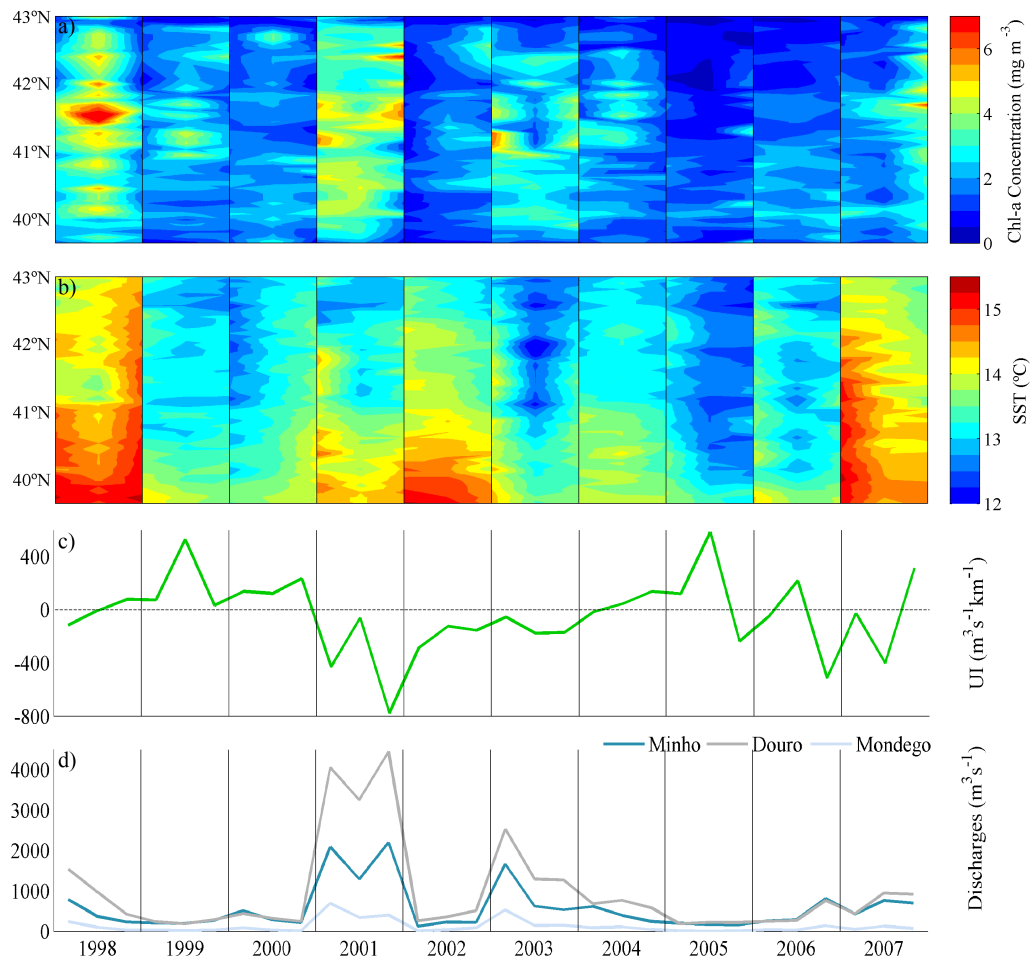 43ºN
a)
42ºN
41ºN
40ºN
6
4
2
0
Chl-a Concentration (mg m⁻³)
43ºN
b)
42ºN
41ºN
40ºN
15
14
13
12
SST (ºC)
c)
400
0
-400
-800
UI (m³s⁻¹km⁻¹)
d)
Minho Douro Mondego
4000
3000
2000
1000
0
Discharges (m³s⁻¹)
1998 1999 2000 2001 2002 2003 2004 2005 2006 2007